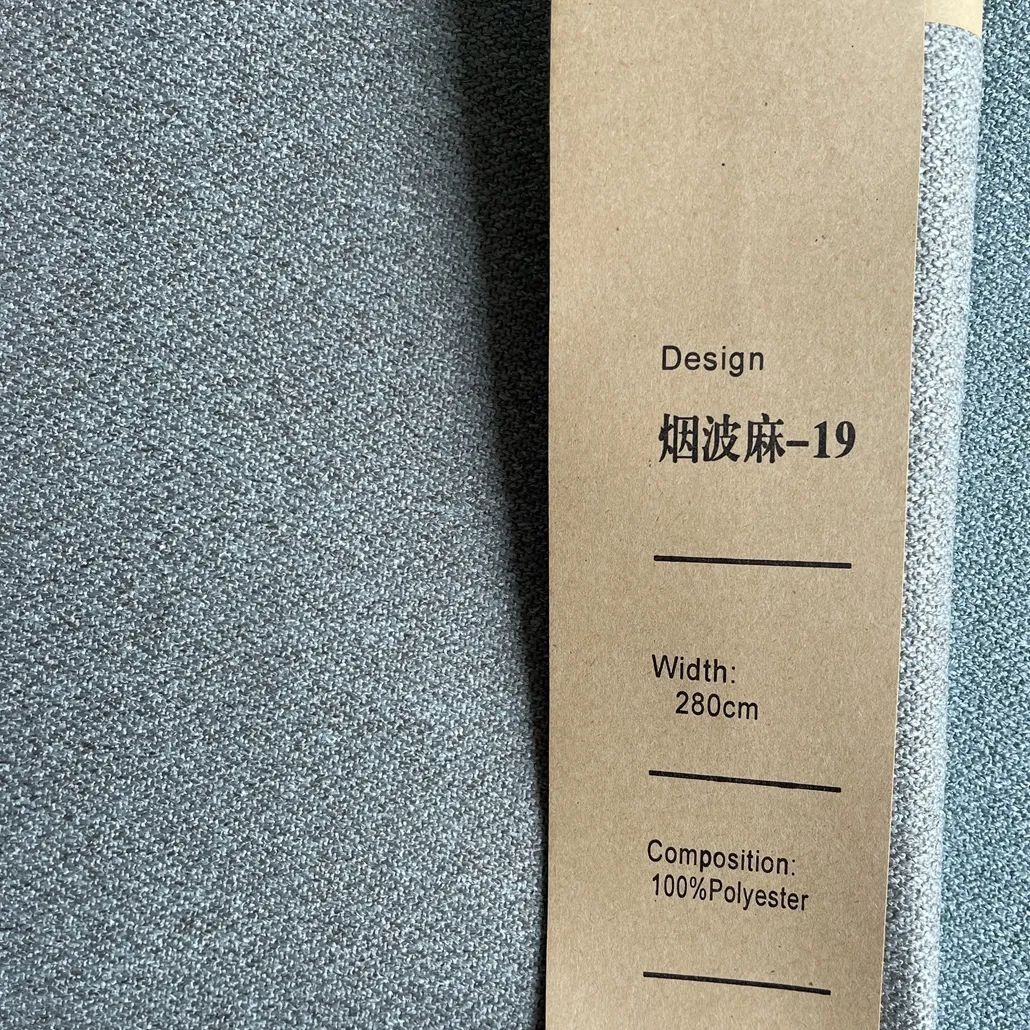 Design
烟波麻-19
Width:
280cm
Composition:
100%Polyester